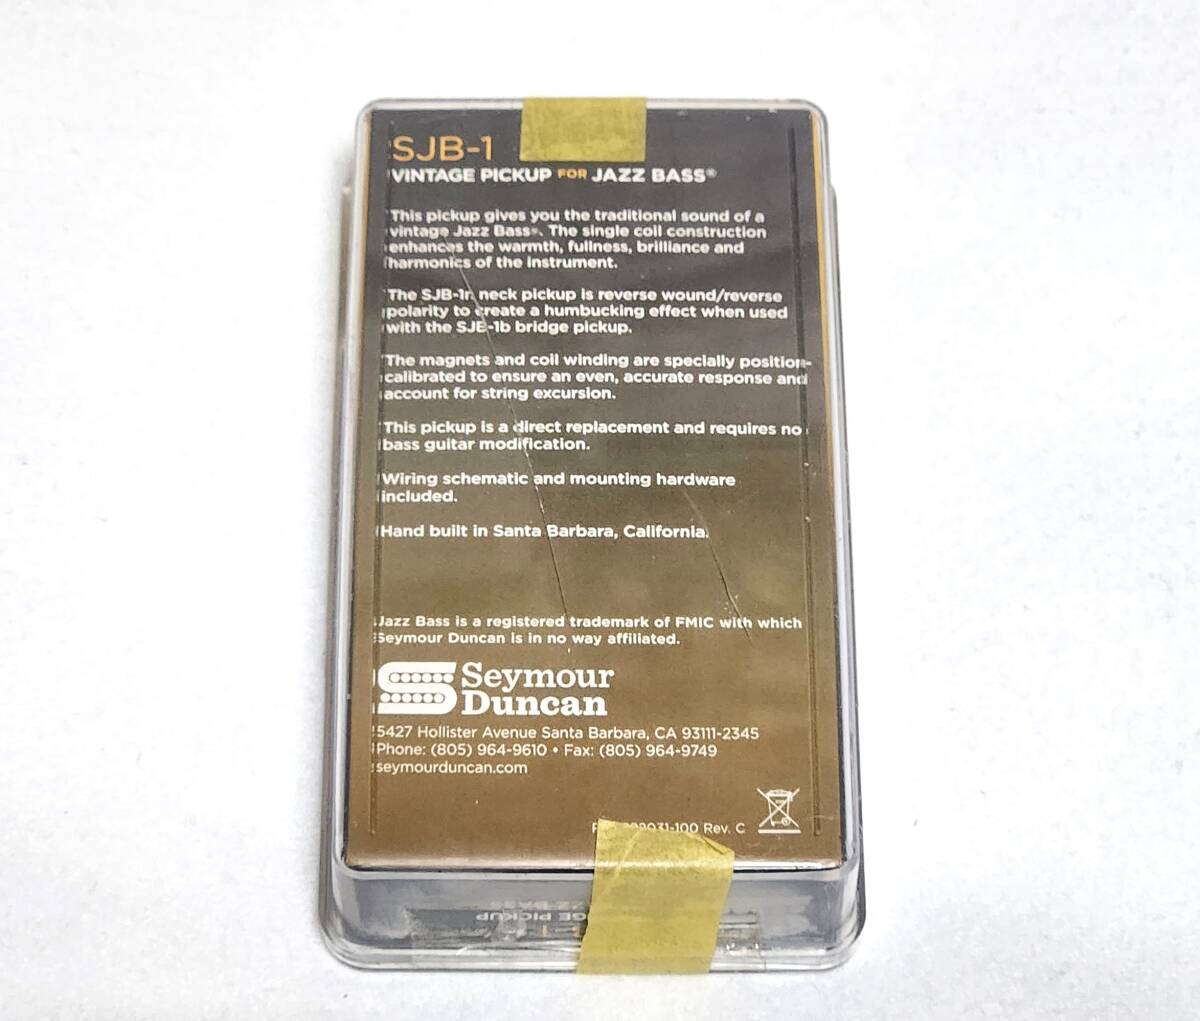 SJB-1
VINTAGE PICKUP FOR JAZZ BASS®
This pickup gives you the traditional sound of a
vintage Jazz Bass®. The single coil construction
enhances the warmth, fullness, brilliance and
harmonics of the instrument.
The SJB-1n neck pickup is reverse wound/reverse
polarity to create a humbucking effect when used
with the SJB-1b bridge pickup.
The magnets and coil winding are specially position-
calibrated to ensure an even, accurate response and
account for string excursion.
This pickup is a direct replacement and requires no
bass guitar modification.
Wiring schematic and mounting hardware
included.
Hand built in Santa Barbara, California.
Jazz Bass is a registered trademark of FMIC with which
Seymour Duncan is in no way affiliated.
Seymour
Duncan
5427 Hollister Avenue Santa Barbara, CA 93111-2345
Phone: (805) 964-9610 • Fax: (805) 964-9749
seymourduncan.com
Rev. C
PICKUP